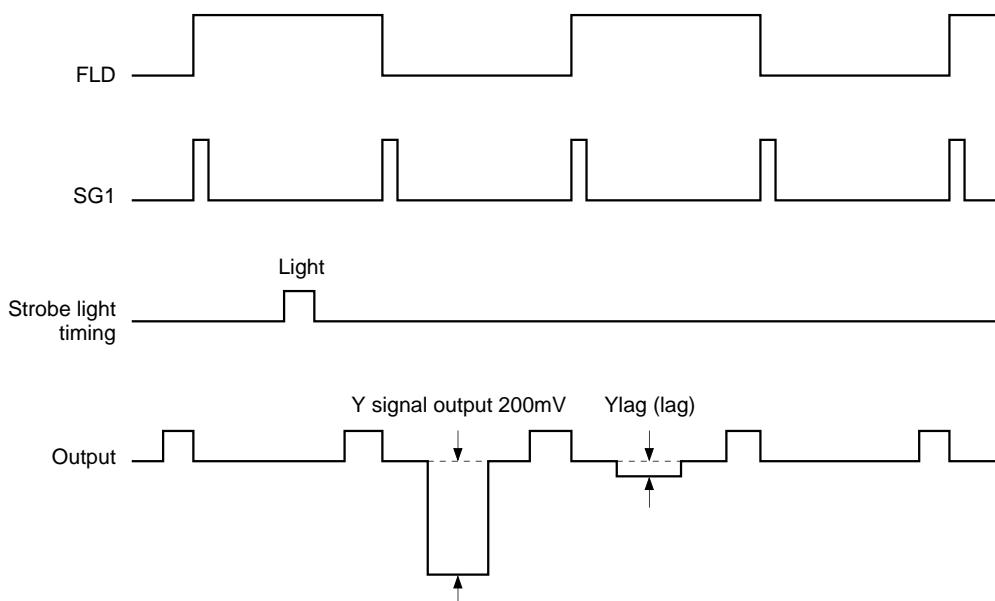 FLD
SG1
Light
Strobe light
timing
Y signal output 200mV
Ylag (lag)
Output